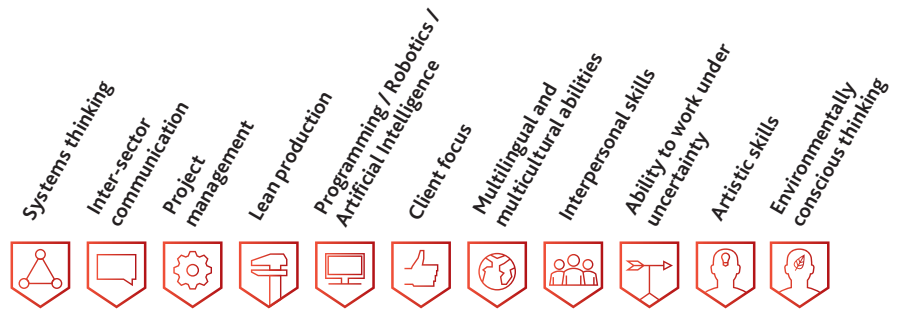 Systems thinking
Inter-sector
communication
Project
management
Lean production
Programming / Robotics /
Artificial Intelligence
Client focus
Multilingual and
multicultural abilities
Interpersonal skills
Ability to work under
uncertainty
Artistic skills
Environmentally
conscious thinking